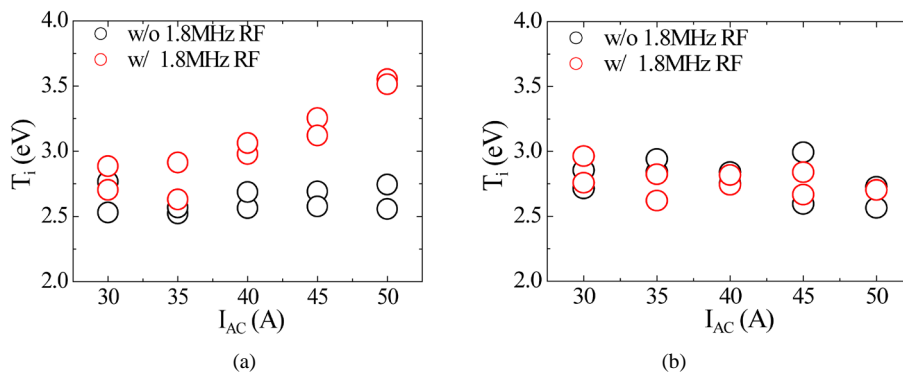 4.0
3.5
3.0
2.5
2.0
T_i (eV)
w/o 1.8MHz RF
w/ 1.8MHz RF
30 35 40 45 50
I_AC (A)
(a)
4.0
3.5
3.0
2.5
2.0
T_i (eV)
w/o 1.8MHz RF
w/ 1.8MHz RF
30 35 40 45 50
I_AC (A)
(b)